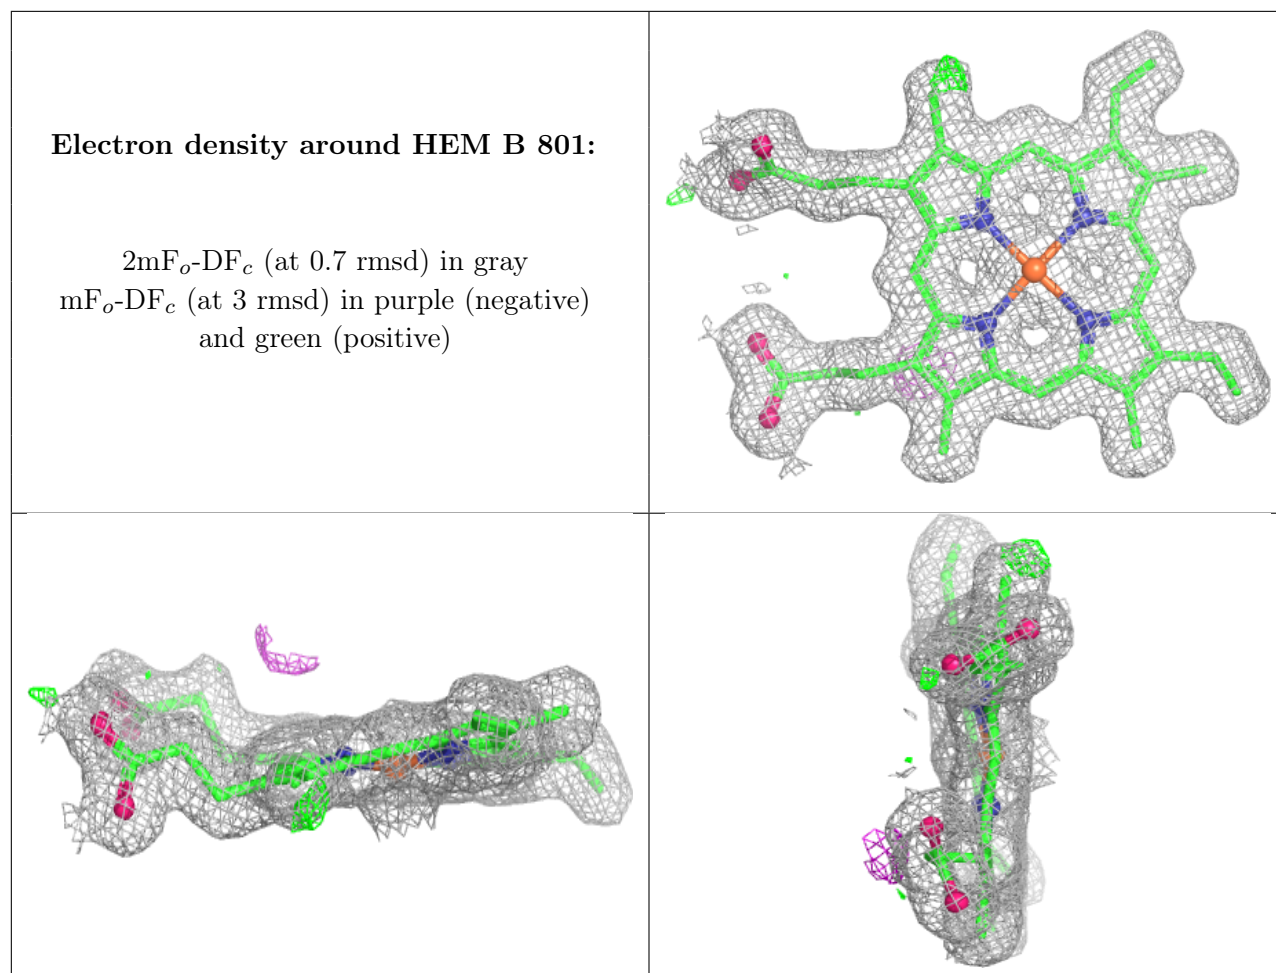 Electron density around HEM B 801:
2mFo-DFc (at 0.7 rmsd) in gray
mFo-DFc (at 3 rmsd) in purple (negative)
and green (positive)